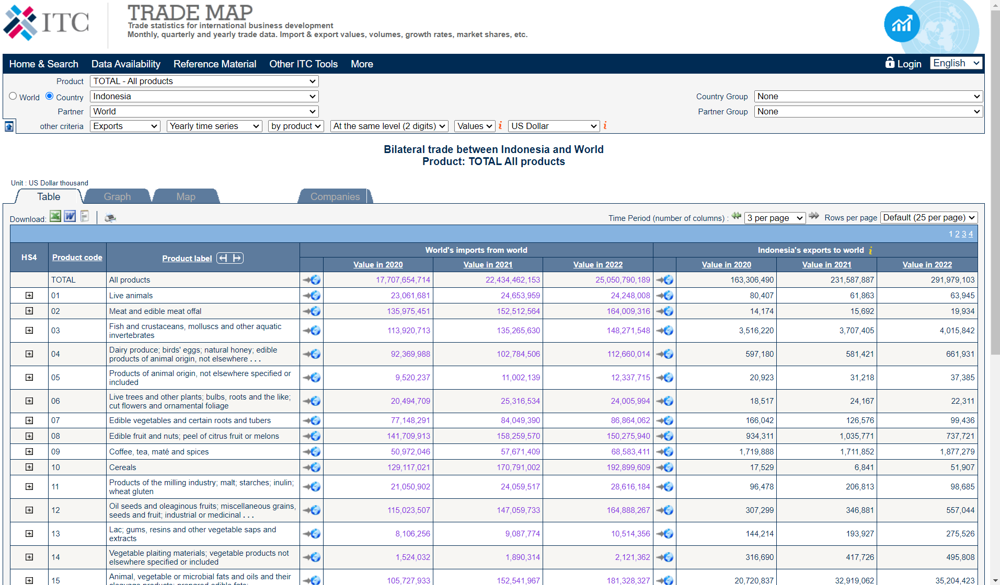 ITC
TRADE MAP
Trade statistics for international business development
Monthly, quarterly and yearly trade data. Import & export values, volumes, growth rates, market shares, etc.
Home & Search Data Availability Reference Material Other ITC Tools More Login English
Product TOTAL - All products
World Country Indonesia Country Group None
Partner World Partner Group None
other criteria Exports Yearly time series by product At the same level (2 digits) Values i US Dollar i
Bilateral trade between Indonesia and World
Product: TOTAL All products
Unit : US Dollar thousand
Table Graph Map Companies
Download: Time Period (number of columns) : 3 per page Rows per page Default (25 per page)
1 2 3 4
HS4 Product code Product label World's imports from world Indonesia's exports to world i
Value in 2020 Value in 2021 Value in 2022 Value in 2020 Value in 2021 Value in 2022
TOTAL All products 17,707,654,714 22,434,462,153 25,050,790,189 163,306,490 231,587,887 291,979,103
01 Live animals 23,061,681 24,653,959 24,248,008 80,407 61,863 63,945
02 Meat and edible meat offal 135,975,451 152,512,564 164,009,316 14,174 15,692 19,934
03 Fish and crustaceans, molluscs and other aquatic
invertebrates 113,920,713 135,265,630 148,271,548 3,516,220 3,707,405 4,015,842
04 Dairy produce; birds' eggs; natural honey; edible
products of animal origin, not elsewhere . . . 92,369,988 102,784,506 112,660,014 597,180 581,421 661,931
05 Products of animal origin, not elsewhere specified or
included 9,520,237 11,002,139 12,337,715 20,923 31,218 37,385
06 Live trees and other plants; bulbs, roots and the like;
cut flowers and ornamental foliage 20,494,709 25,316,534 24,005,994 18,517 24,167 22,311
07 Edible vegetables and certain roots and tubers 77,148,291 84,049,390 86,864,062 166,042 126,576 99,436
08 Edible fruit and nuts; peel of citrus fruit or melons 141,709,913 158,259,570 150,275,940 934,311 1,035,771 737,721
09 Coffee, tea, maté and spices 50,972,046 57,671,409 68,583,411 1,719,888 1,711,852 1,877,279
10 Cereals 129,117,021 170,791,002 192,899,609 17,529 6,841 51,907
11 Products of the milling industry; malt; starches; inulin;
wheat gluten 21,050,902 24,059,517 28,616,184 96,478 206,813 98,685
12 Oil seeds and oleaginous fruits; miscellaneous grains,
seeds and fruit; industrial or medicinal . . . 115,023,507 147,059,733 164,888,267 307,299 346,881 557,044
13 Lac; gums, resins and other vegetable saps and
extracts 8,106,256 9,087,774 10,514,356 144,214 193,927 275,526
14 Vegetable plaiting materials; vegetable products not
elsewhere specified or included 1,524,032 1,890,314 2,121,362 316,690 417,726 495,808
15 Animal, vegetable or microbial fats and oils and their
105,727,933 152,541,967 181,328,327 20,720,837 32,919,062 35,204,423